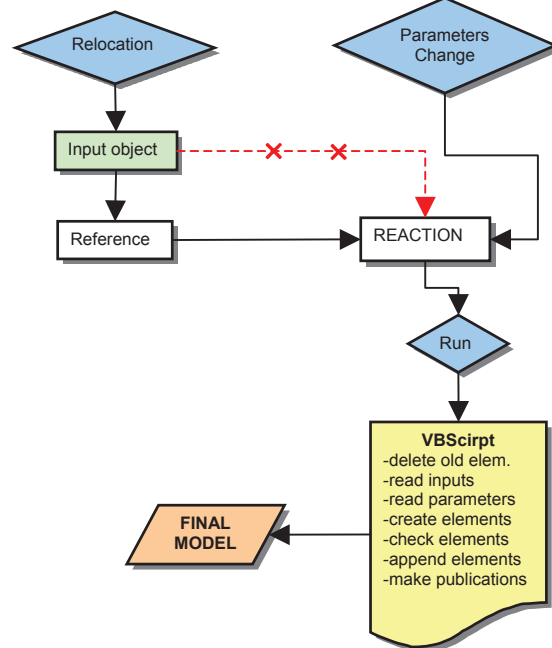 Relocation
Parameters
Change
Input object
Reference
REACTION
Run
VBScirpt
-delete old elem.
-read inputs
-read parameters
-create elements
-check elements
-append elements
-make publications
FINAL
MODEL